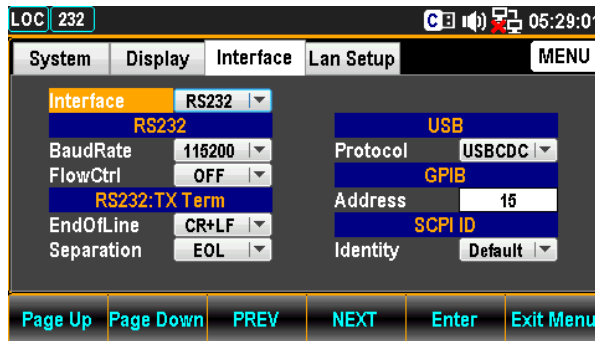 LOC 232 C 05:29:01
System Display Interface Lan Setup MENU
Interface RS232
RS232 USB
BaudRate 115200 Protocol USBCDC
FlowCtrl OFF GPIB
RS232:TX Term Address 15
EndOfLine CR+LF SCPI ID
Separation EOL Identity Default
Page Up Page Down PREV NEXT Enter Exit Menu